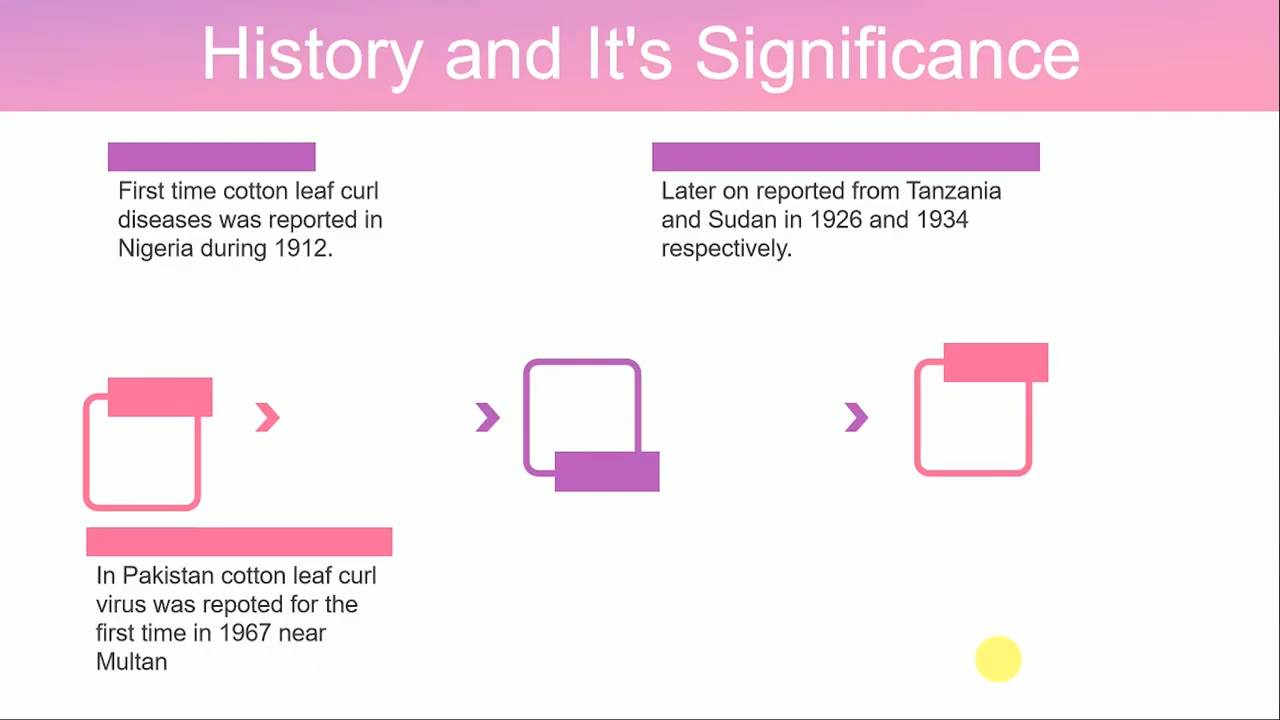 History and It's Significance
First time cotton leaf curl
diseases was reported in
Nigeria during 1912.
Later on reported from Tanzania
and Sudan in 1926 and 1934
respectively.
In Pakistan cotton leaf curl
virus was repoted for the
first time in 1967 near
Multan